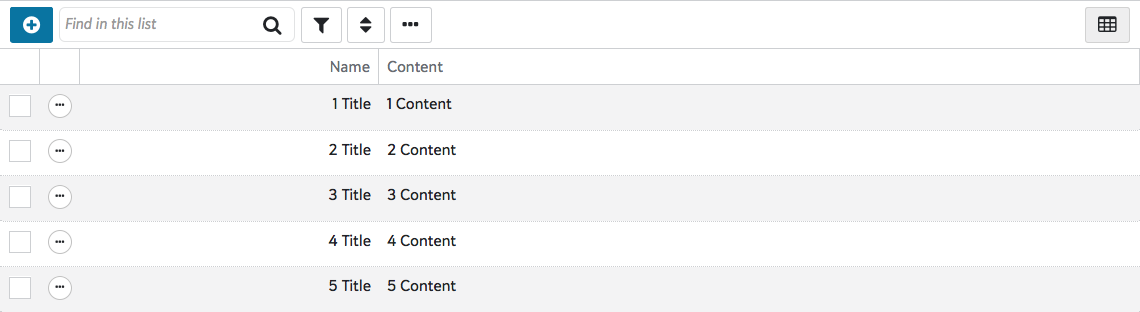 Find in this list
Name Content
1 Title 1 Content
2 Title 2 Content
3 Title 3 Content
4 Title 4 Content
5 Title 5 Content